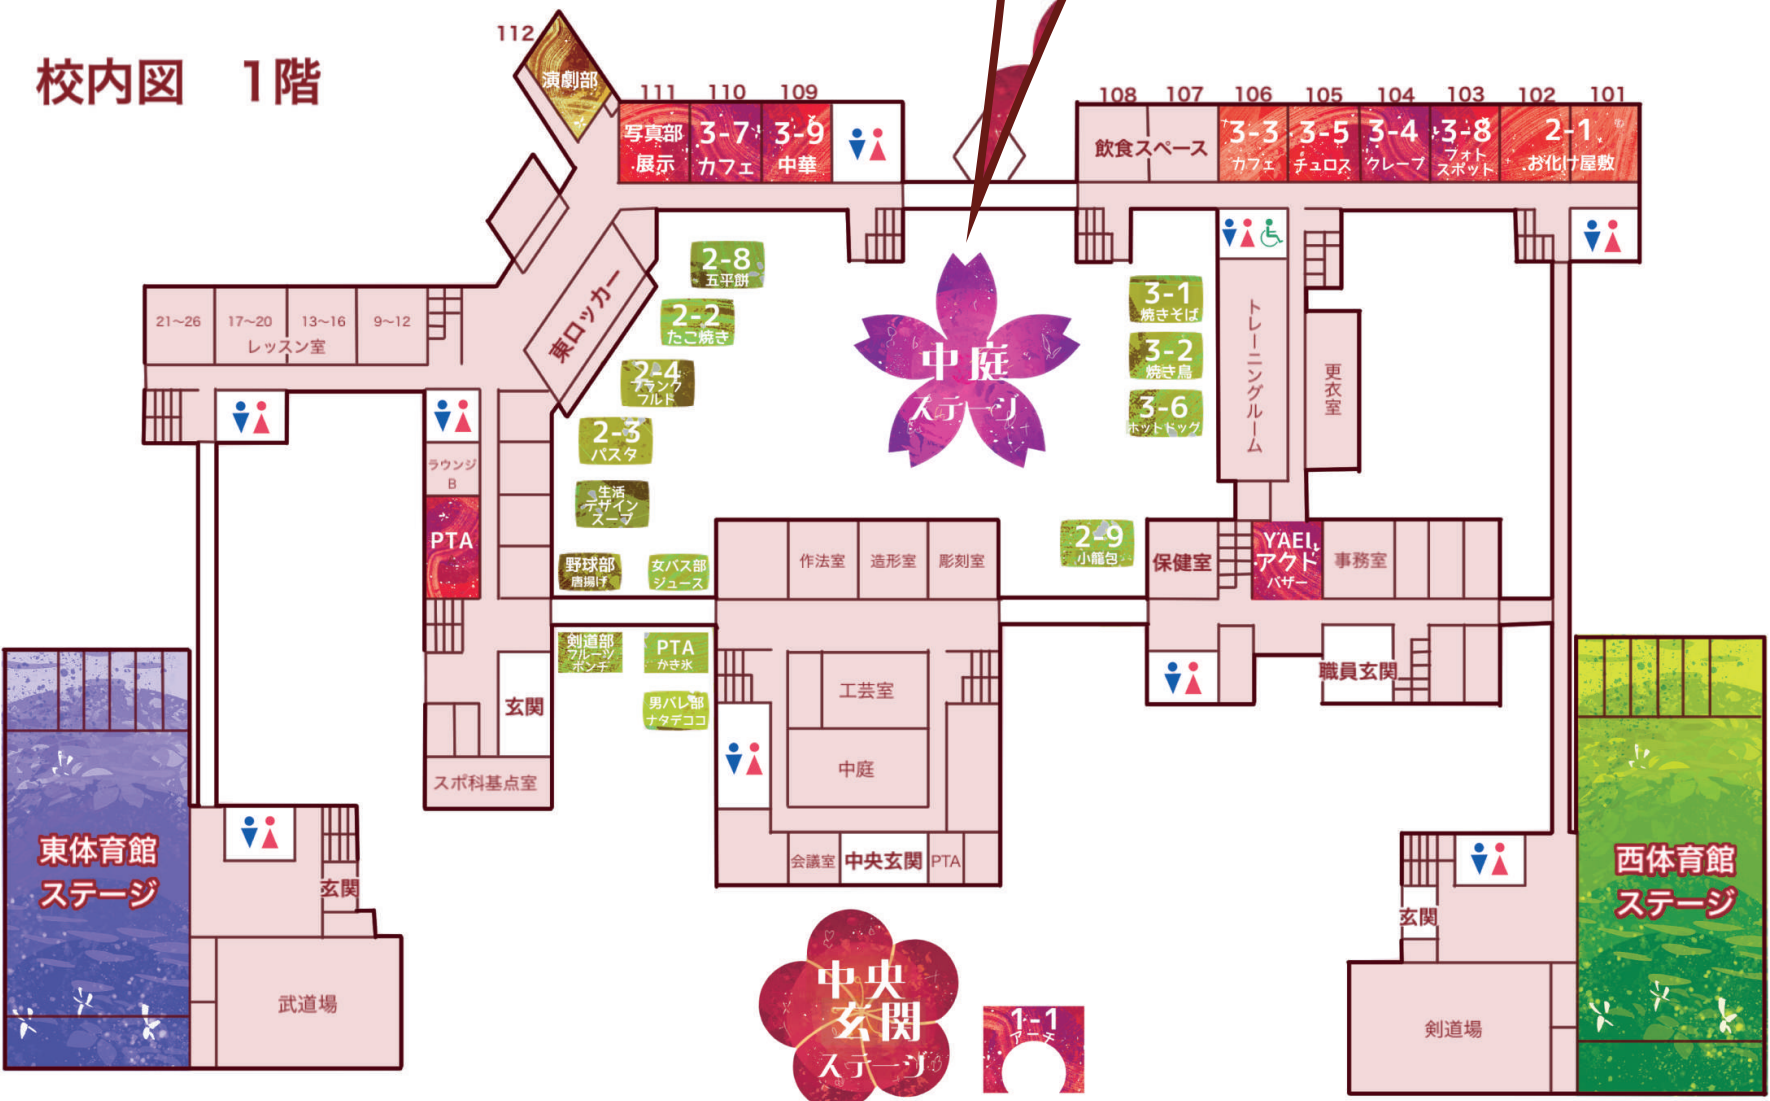 校内図 1階
112
演劇部
111
110
109
108
107
106
105
104
103
102
101
写真部
展示
3-7
カフェ
3-9
中華
飲食スペース
3-3
カフェ
3-5
チュロス
3-4
クレープ
3-8
フォト
スポット
2-1
お化け屋敷
東ロッカー
2-8
五平餅
2-2
たこ焼き
2-4
フランク
フルト
2-3
パスタ
生活
デザイン
スープ
野球部
唐揚げ
女バス部
ジュース
剣道部
フルーツ
ポンチ
PTA
かき氷
男バレ部
ナタデココ
中庭
ステージ
3-1
焼きそば
3-2
焼き鳥
3-6
ホットドッグ
2-9
小籠包
トレーニングルーム
更衣室
21~26
17~20
13~16
9~12
レッスン室
ラウンジ
B
PTA
玄関
スポ科基点室
作法室
造形室
彫刻室
工芸室
中庭
会議室
中央玄関
PTA
保健室
YAEI
アクト
バザー
事務室
職員玄関
東体育館
ステージ
玄関
武道場
中央
玄関
ステージ
1-1
アーチ
西体育館
ステージ
玄関
剣道場